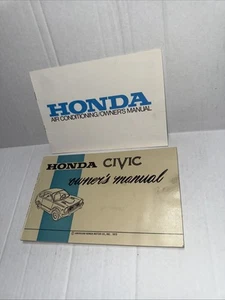 HONDA
AIR CONDITIONING/OWNER'S MANUAL
HONDA CIVIC
owner's manual